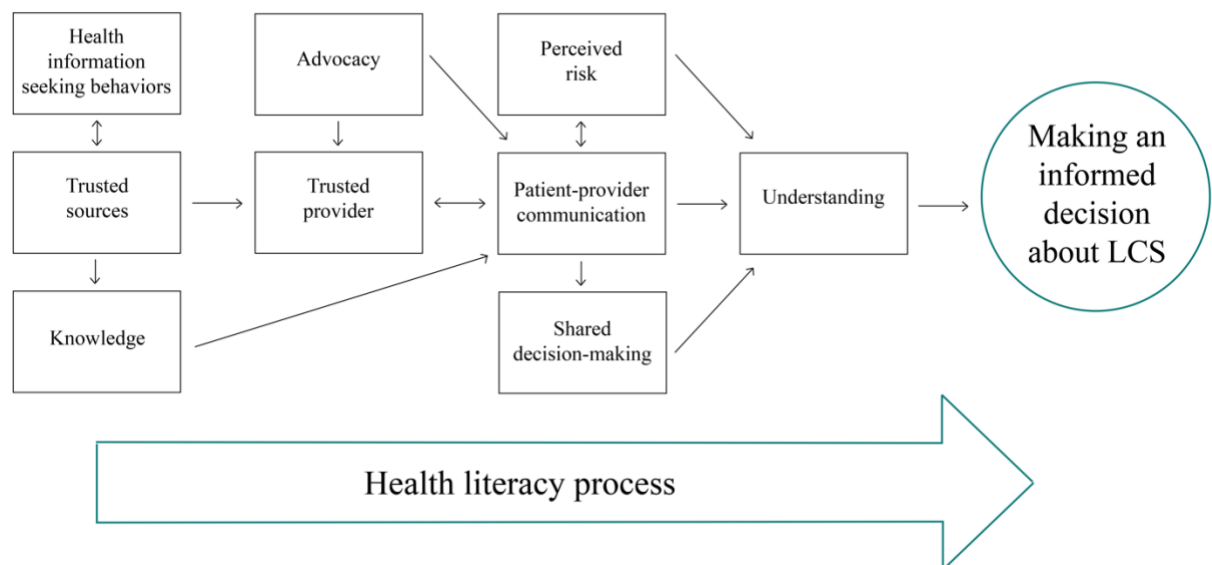 Health
information
seeking behaviors
Advocacy
Perceived
risk
Trusted
sources
Trusted
provider
Patient-provider
communication
Understanding
Making an
informed
decision
about LCS
Knowledge
Shared
decision-making
Health literacy process